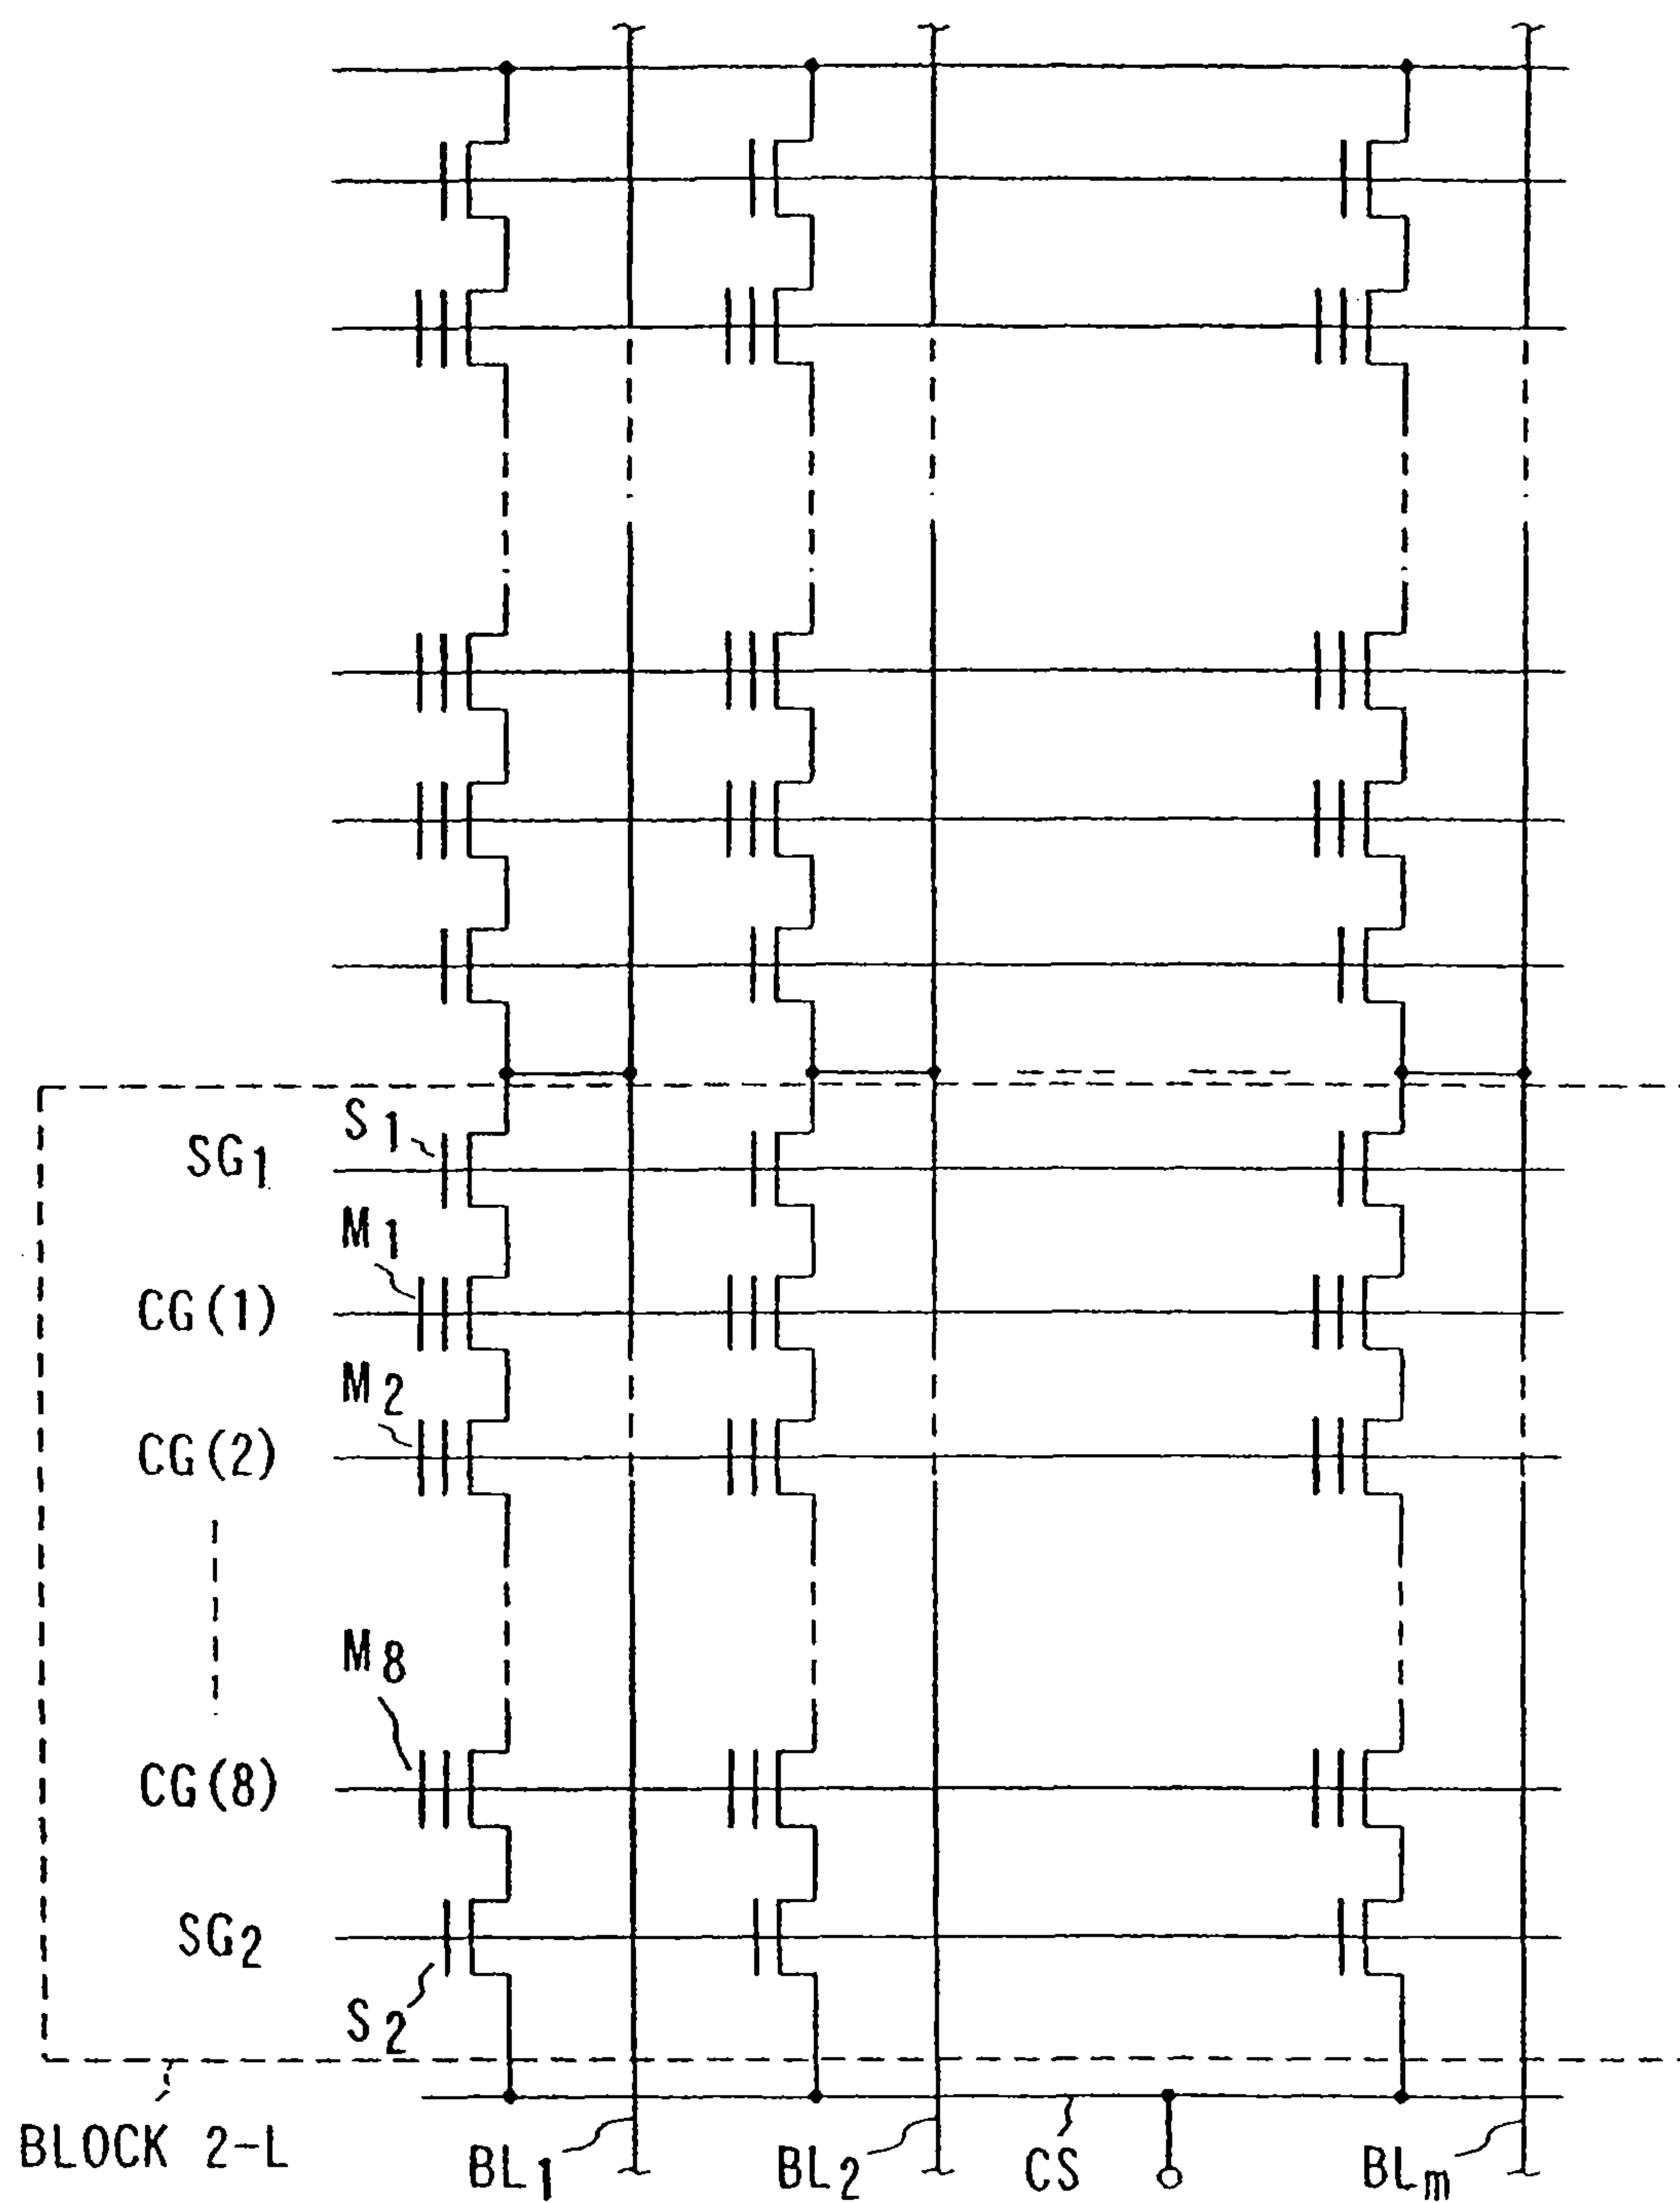 S1
SG1
M1
CG(1)
M2
CG(2)
M8
CG(8)
SG2
S2
BLOCK 2-L
BL1
BL2
CS
BLm